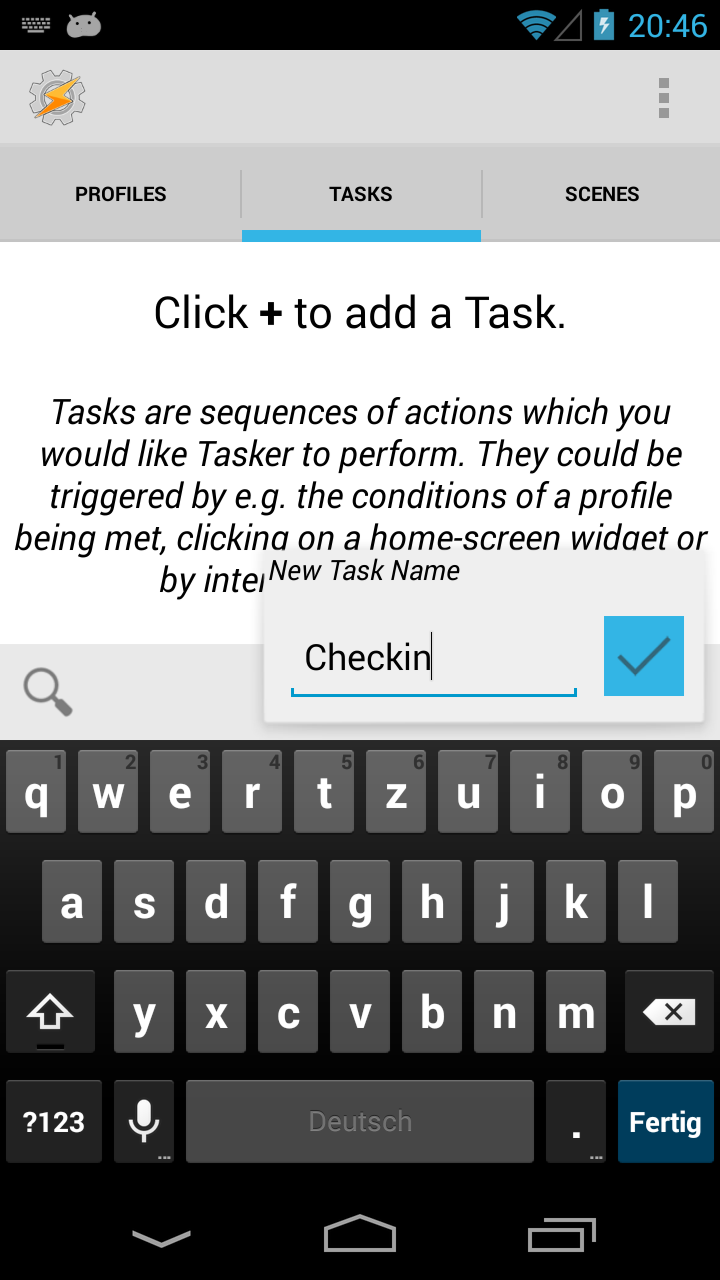 20:46
PROFILES TASKS SCENES
Click + to add a Task.
Tasks are sequences of actions which you
would like Tasker to perform. They could be
triggered by e.g. the conditions of a profile
being met, clicking on a home-screen widget or
by
New Task Name
Checkin
1 2 3 4 5 6 7 8 9 0
q w e r t z u i o p
a s d f g h j k l
y x c v b n m
?123 Deutsch . ... Fertig